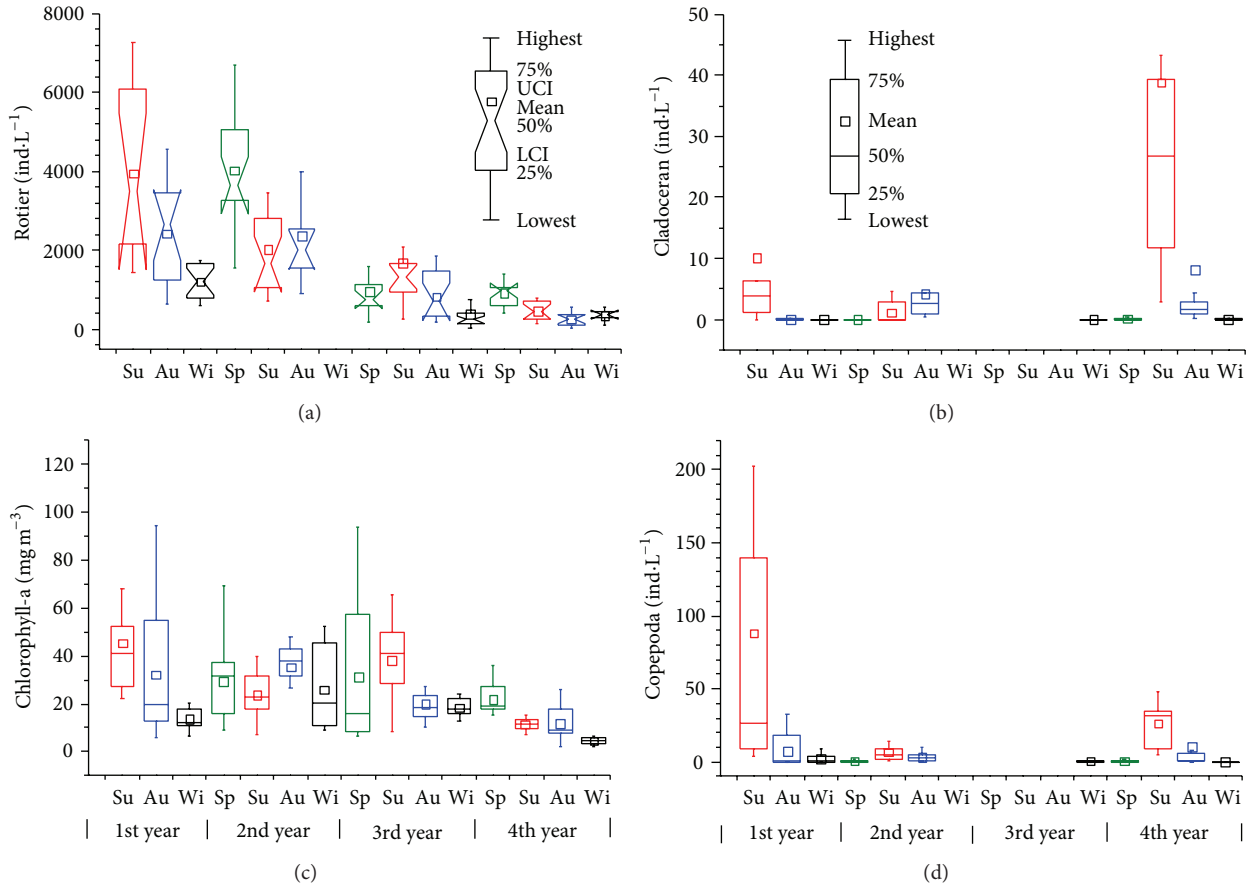 8000
6000
4000
2000
0
Rotier (ind·L⁻¹)
Highest
75%
UCI
Mean
50%
LCI
25%
Lowest
Su Au Wi Sp Su Au Wi Sp Su Au Wi Sp Su Au Wi
(a)
50
40
30
20
10
0
Cladoceran (ind·L⁻¹)
Highest
75%
Mean
50%
25%
Lowest
Su Au Wi Sp Su Au Wi Sp Su Au Wi Sp Su Au Wi
(b)
120
100
80
60
40
20
0
Chlorophyll-a (mg m⁻³)
Su Au Wi Sp Su Au Wi Sp Su Au Wi Sp Su Au Wi
1st year 2nd year 3rd year 4th year
(c)
200
150
100
50
0
Copepoda (ind·L⁻¹)
Su Au Wi Sp Su Au Wi Sp Su Au Wi Sp Su Au Wi
1st year 2nd year 3rd year 4th year
(d)